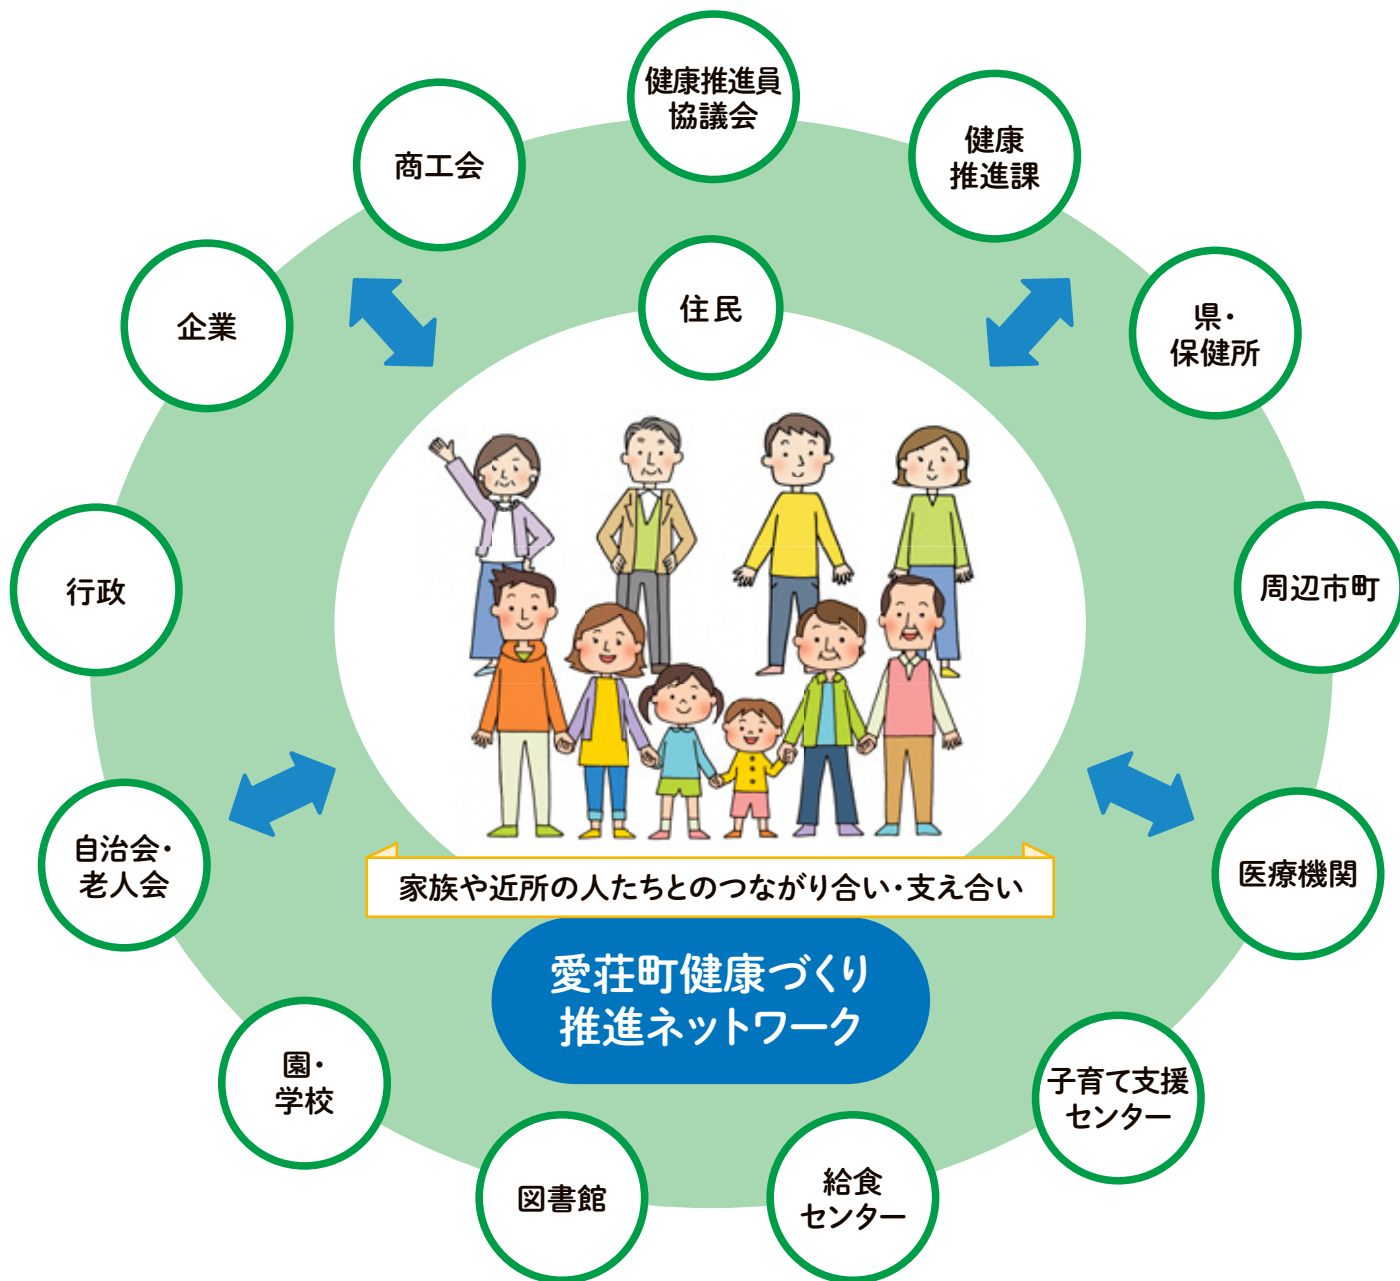 健康推進員
協議会
商工会
健康
推進課
企業
住民
県・
保健所
行政
周辺市町
自治会・
老人会
医療機関
家族や近所の人たちとのつながり合い・支え合い
愛荘町健康づくり
推進ネットワーク
園・
学校
子育て支援
センター
図書館
給食
センター